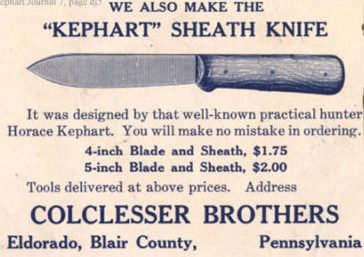 ephart Journal 7, page dj5
WE ALSO MAKE THE
"KEPHART" SHEATH KNIFE
It was designed by that well-known practical hunter
Horace Kephart. You will make no mistake in ordering.
4-inch Blade and Sheath, $1.75
5-inch Blade and Sheath, $2.00
Tools delivered at above prices. Address
COLCLESSER BROTHERS
Eldorado, Blair County, Pennsylvania